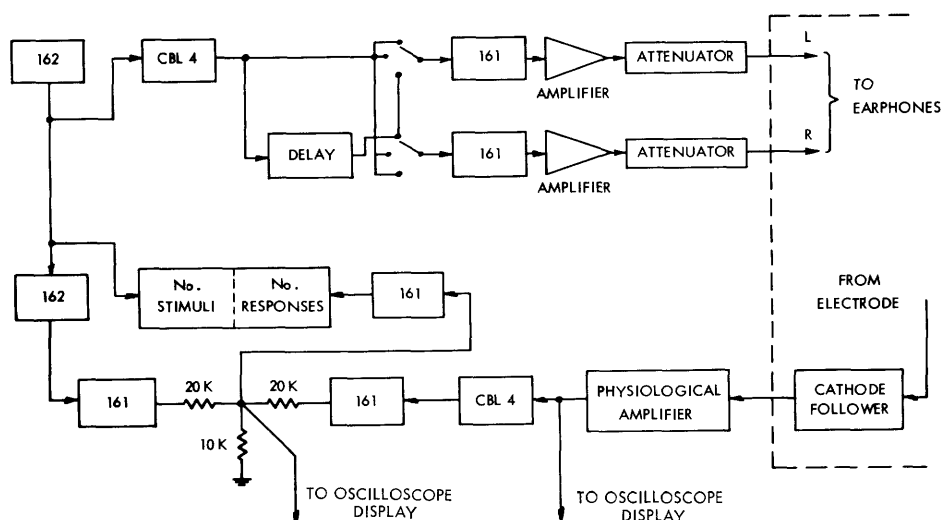 162
CBL 4
161
AMPLIFIER
ATTENUATOR
L
TO
EARPHONES
DELAY
161
AMPLIFIER
ATTENUATOR
R
162
No.
STIMULI
No.
RESPONSES
161
FROM
ELECTRODE
161
20 K
20 K
10 K
161
CBL 4
PHYSIOLOGICAL
AMPLIFIER
CATHODE
FOLLOWER
TO OSCILLOSCOPE
DISPLAY
TO OSCILLOSCOPE
DISPLAY